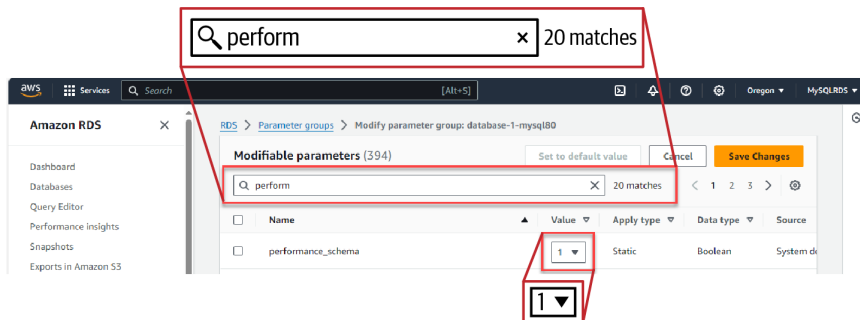 perform × 20 matches
aws Services Search [Alt+S] Oregon MySQLRDS
Amazon RDS
RDS > Parameter groups > Modify parameter group: database-1-mysql80
Modifiable parameters (394) Set to default value Cancel Save Changes
perform × 20 matches < 1 2 3 >
Name Value Apply type Data type Source
performance_schema 1 Static Boolean System de
Dashboard
Databases
Query Editor
Performance insights
Snapshots
Exports in Amazon S3
1